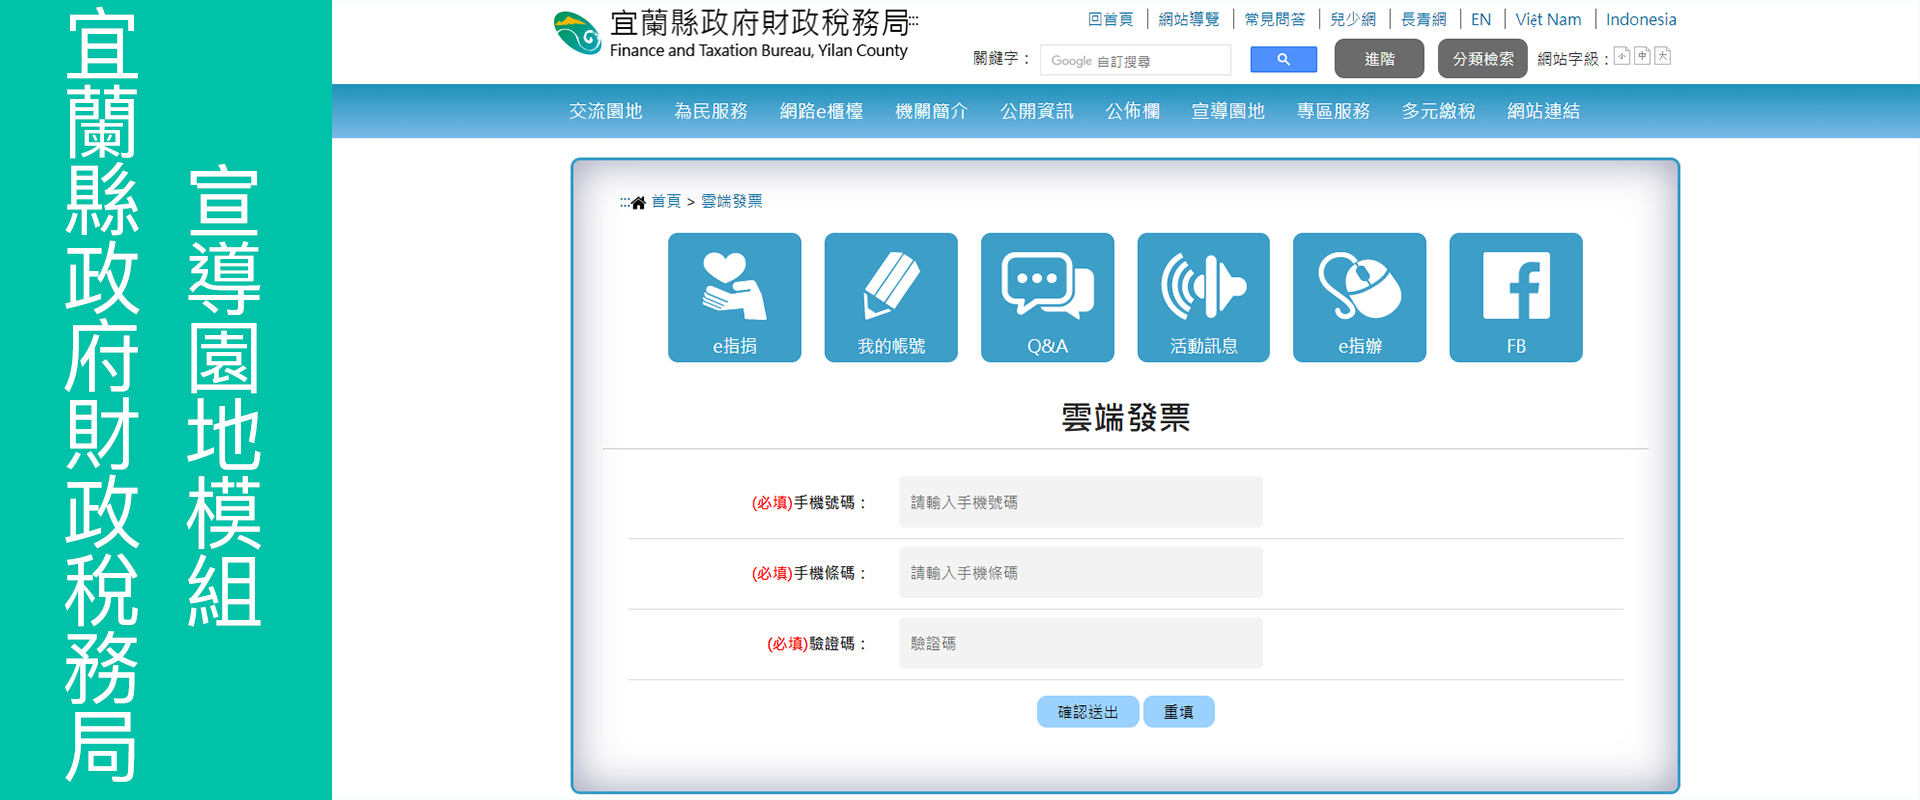 宜蘭縣政府財政稅務局
宣導園地模組
宜蘭縣政府財政稅務局:::
Finance and Taxation Bureau, Yilan County
回首頁 | 網站導覽 | 常見問答 | 兒少網 | 長青網 | EN | Việt Nam | Indonesia
關鍵字： Google 自訂搜尋 進階 分類檢索 網站字級： 小 中 大
交流園地 為民服務 網路e櫃檯 機關簡介 公開資訊 公佈欄 宣導園地 專區服務 多元繳稅 網站連結
::: 首頁 > 雲端發票
e指捐 我的帳號 Q&A 活動訊息 e指辦 FB
雲端發票
(必填)手機號碼： 請輸入手機號碼
(必填)手機條碼： 請輸入手機條碼
(必填)驗證碼： 驗證碼
確認送出 重填